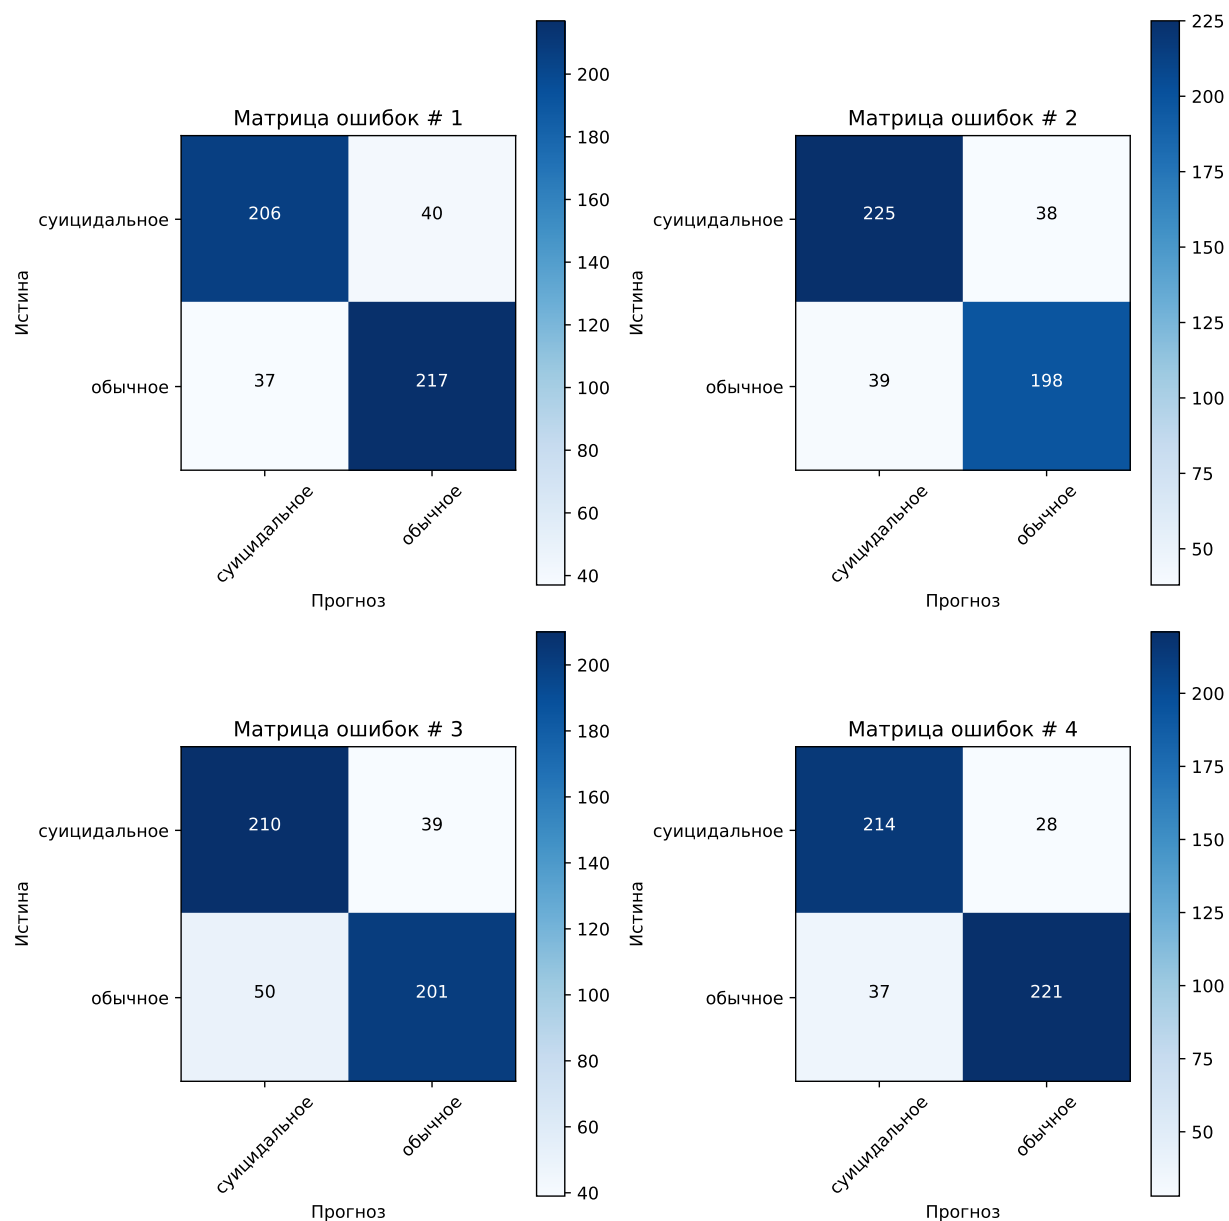 Матрица ошибок # 1
суицидальное
обычное
206 40
37 217
Истина
суицидальное
обычное
Прогноз
200
180
160
140
120
100
80
60
40
Матрица ошибок # 2
суицидальное
обычное
225 38
39 198
Истина
суицидальное
обычное
Прогноз
225
200
175
150
125
100
75
50
Матрица ошибок # 3
суицидальное
обычное
210 39
50 201
Истина
суицидальное
обычное
Прогноз
200
180
160
140
120
100
80
60
40
Матрица ошибок # 4
суицидальное
обычное
214 28
37 221
Истина
суицидальное
обычное
Прогноз
200
175
150
125
100
75
50